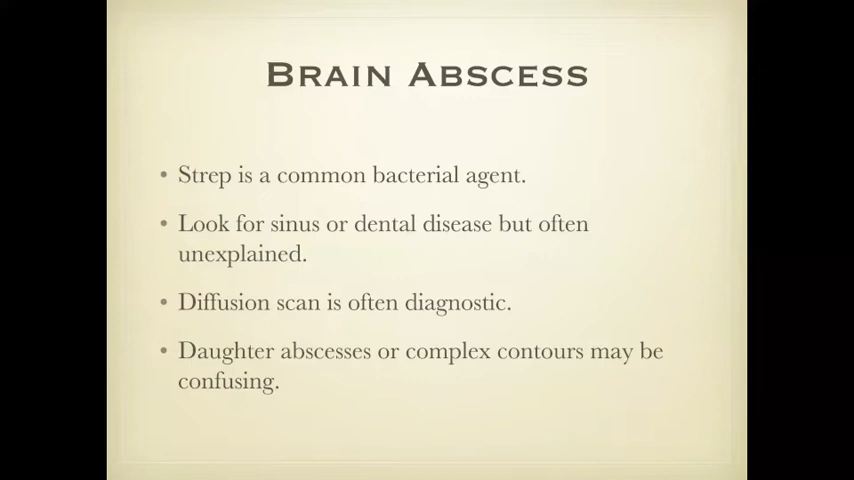 Brain Abscess
• Strep is a common bacterial agent.
• Look for sinus or dental disease but often
unexplained.
• Diffusion scan is often diagnostic.
• Daughter abscesses or complex contours may be
confusing.